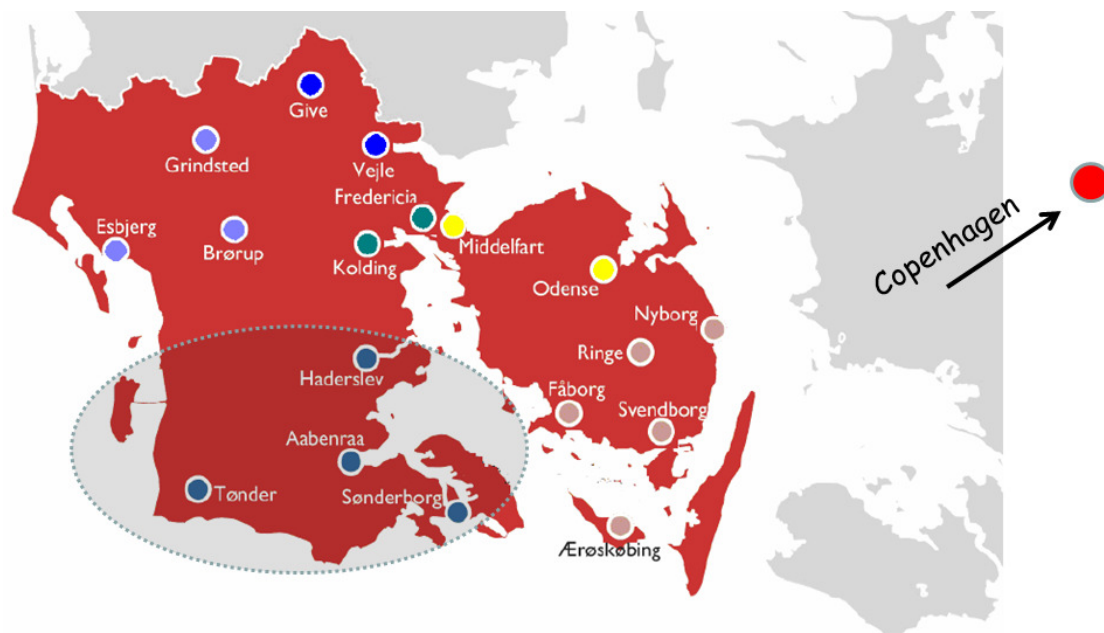 Give
Grindsted
Vejle
Fredericia
Esbjerg
Brørup
Kolding
Middelfart
Odense
Copenhagen
Nyborg
Ringe
Haderslev
Fåborg
Svendborg
Aabenraa
Tønder
Sønderborg
Ærøskøbing